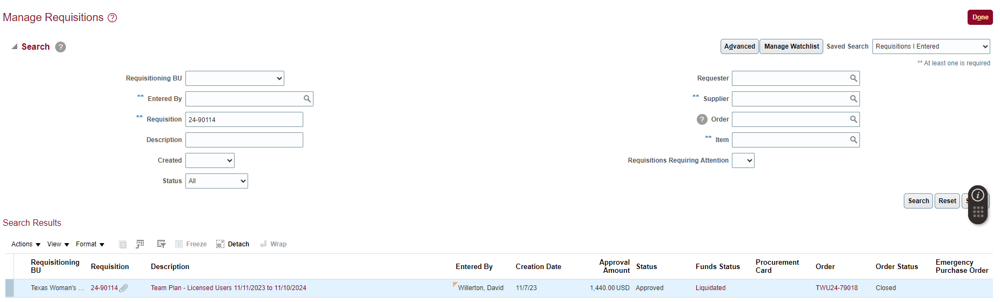 Manage Requisitions ?
Done
Search ?
Advanced Manage Watchlist Saved Search Requisitions I Entered
** At least one is required
Requisitioning BU
Requester
** Entered By
** Supplier
** Requisition 24-90114
? Order
Description
** Item
Created
Requisitions Requiring Attention
Status All
Search Reset
Search Results
Actions View Format Freeze Detach Wrap
Requisitioning BU Requisition Description Entered By Creation Date Approval Amount Status Funds Status Procurement Card Order Order Status Emergency Purchase Order
Texas Woman's ... 24-90114 Team Plan - Licensed Users 11/11/2023 to 11/10/2024 Willerton, David 11/7/23 1,440.00 USD Approved Liquidated TWU24-79018 Closed